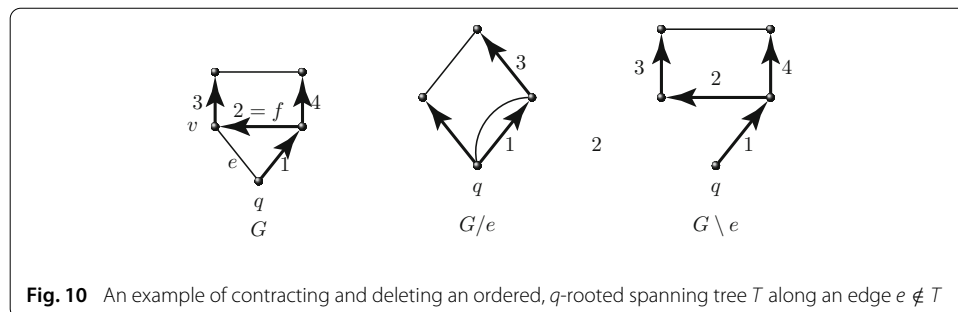 3
2 = f
4
v
e
1
q
G
3
1
2
q
G/e
3
2
4
1
q
G \ e
Fig. 10 An example of contracting and deleting an ordered, q-rooted spanning tree T along an edge e ∉ T